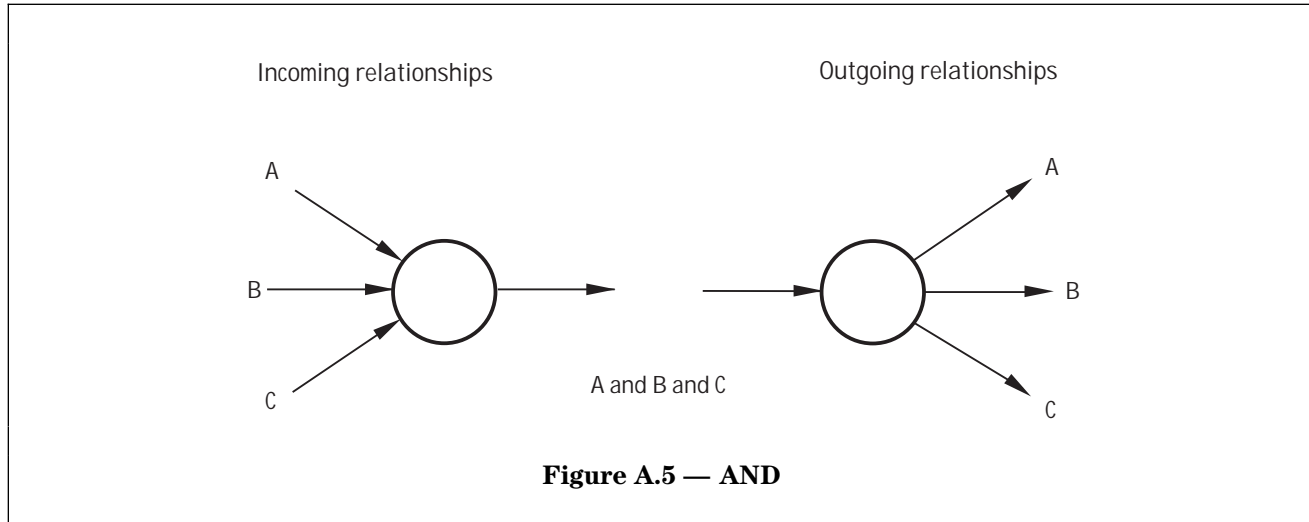 Incoming relationships
Outgoing relationships
A
A
B
B
C
C
A and B and C
Figure A.5 — AND